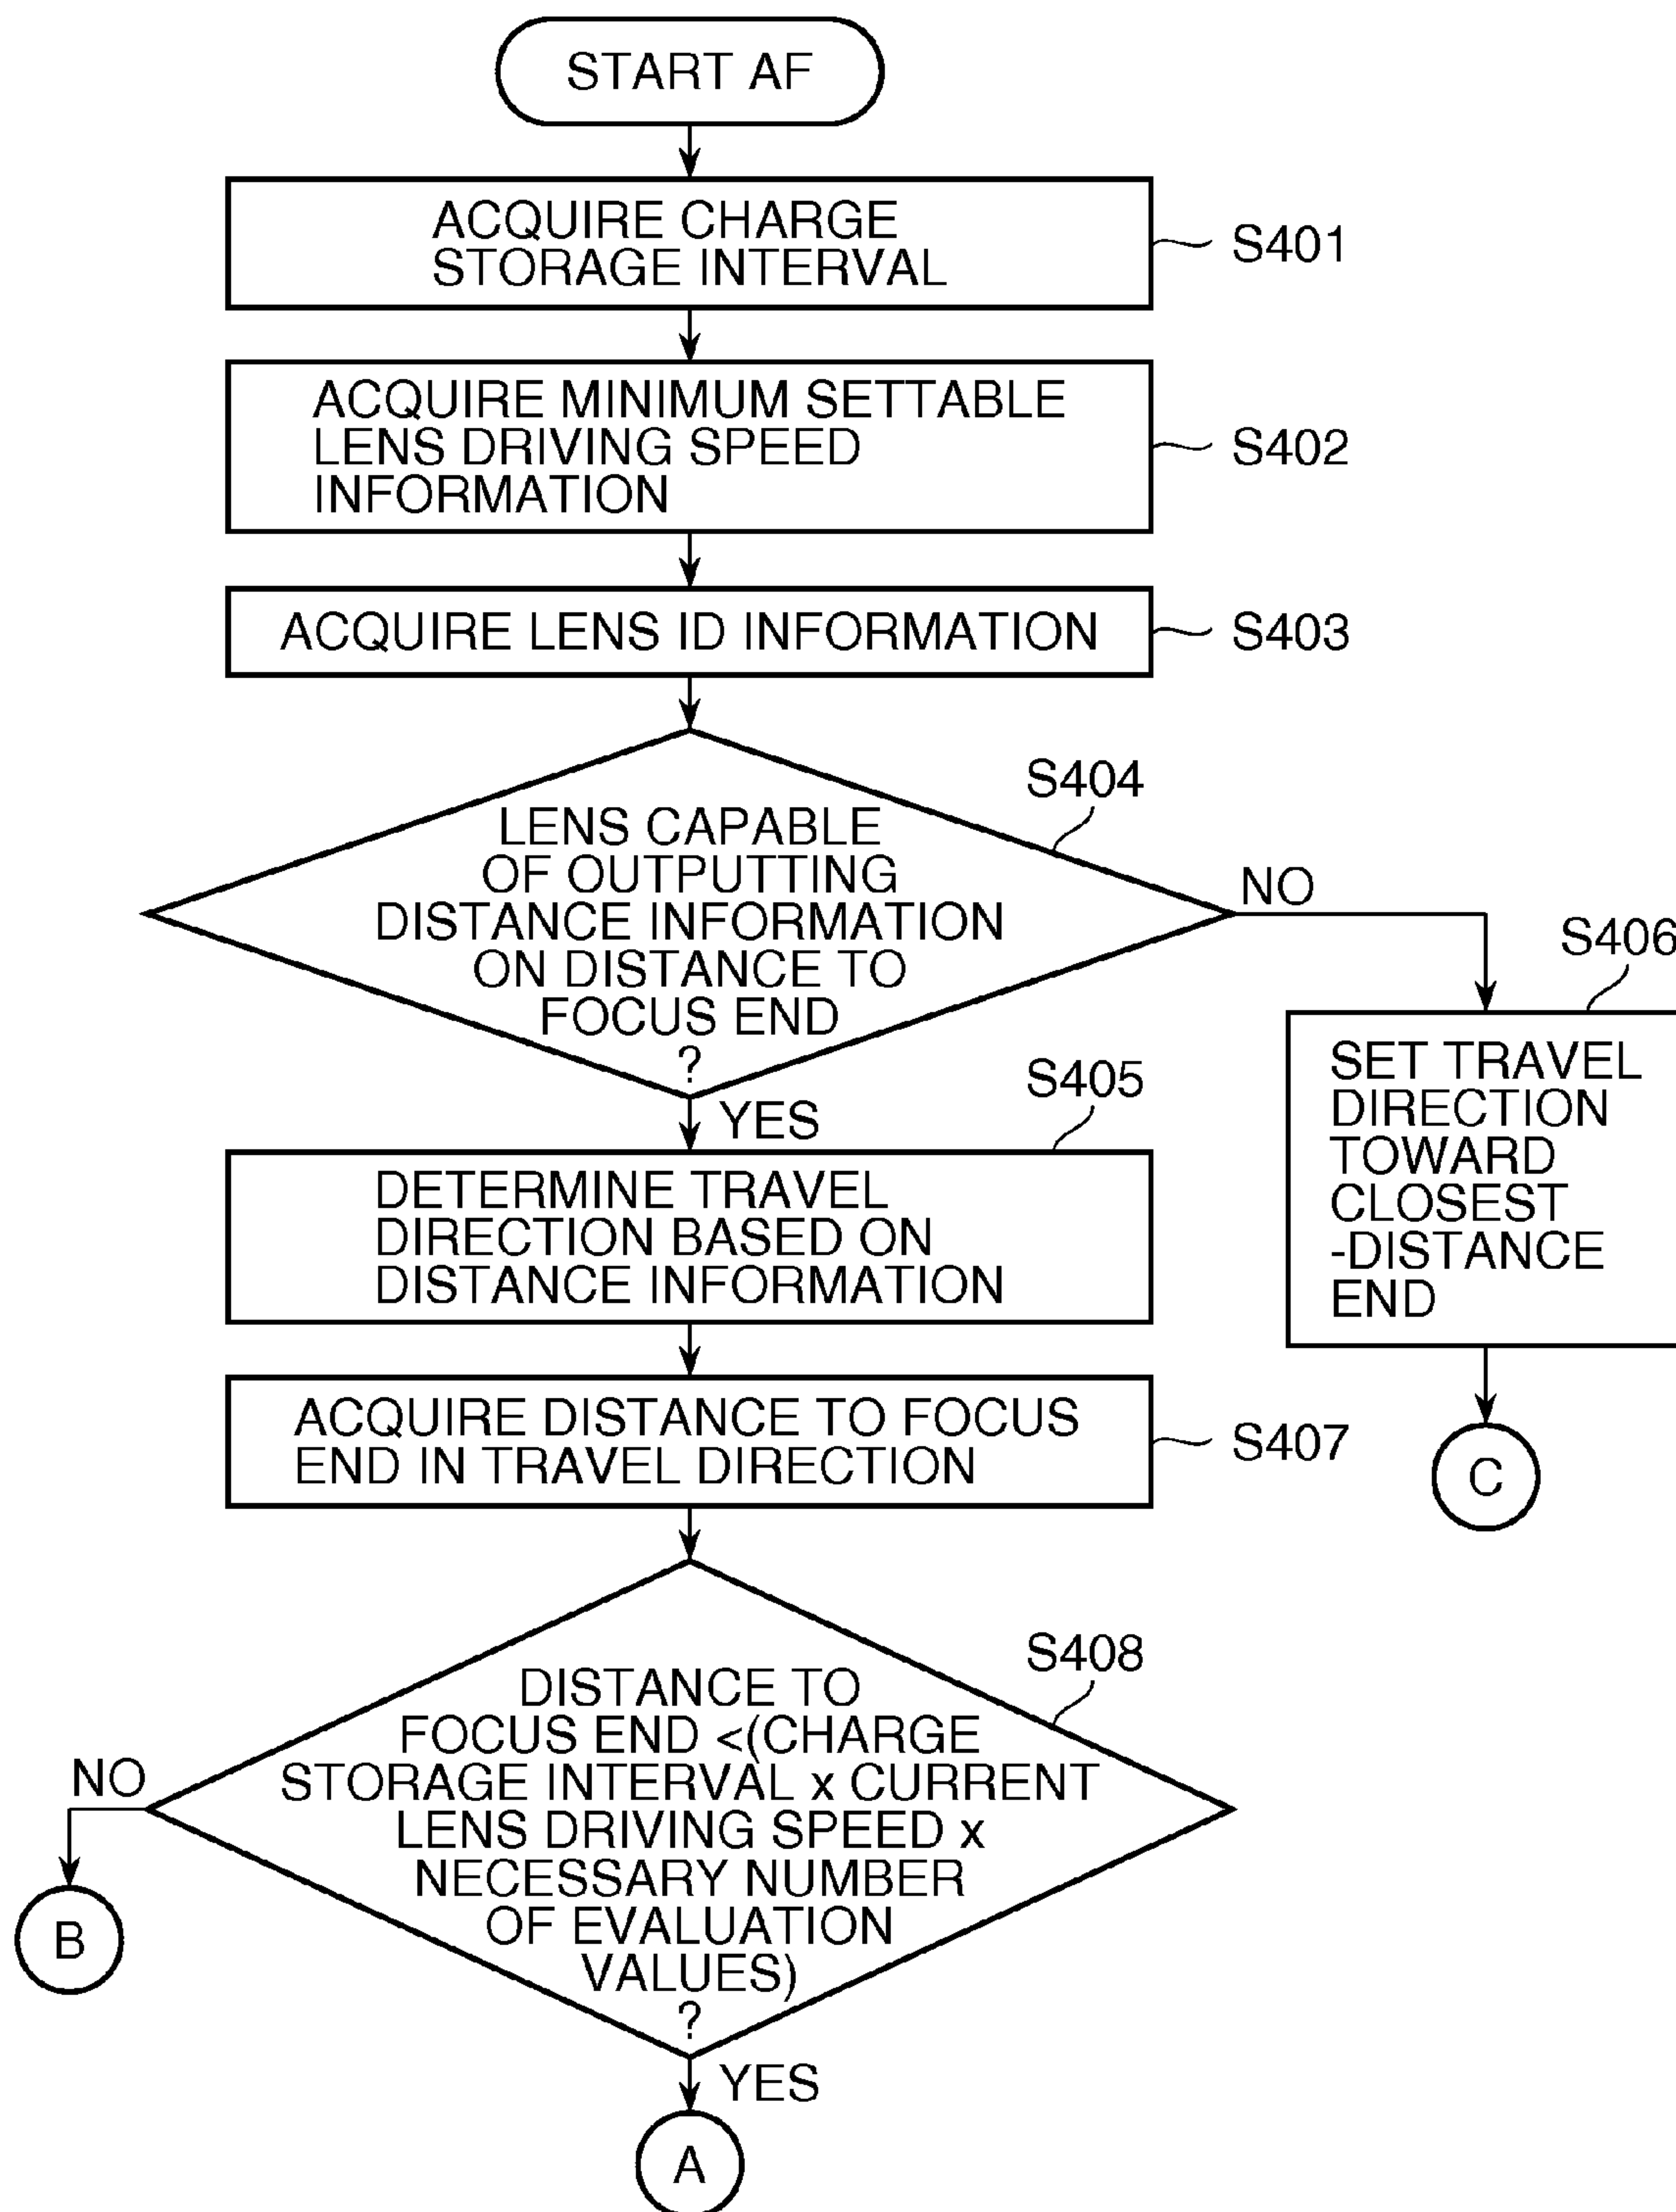 START AF
ACQUIRE CHARGE
STORAGE INTERVAL
S401
ACQUIRE MINIMUM SETTABLE
LENS DRIVING SPEED
INFORMATION
S402
ACQUIRE LENS ID INFORMATION
S403
S404
LENS CAPABLE
OF OUTPUTTING
DISTANCE INFORMATION
ON DISTANCE TO
FOCUS END
?
NO
YES
S406
SET TRAVEL
DIRECTION
TOWARD
CLOSEST
-DISTANCE
END
C
S405
DETERMINE TRAVEL
DIRECTION BASED ON
DISTANCE INFORMATION
ACQUIRE DISTANCE TO FOCUS
END IN TRAVEL DIRECTION
S407
S408
DISTANCE TO
FOCUS END <(CHARGE
STORAGE INTERVAL x CURRENT
LENS DRIVING SPEED x
NECESSARY NUMBER
OF EVALUATION
VALUES)
?
NO
B
YES
A